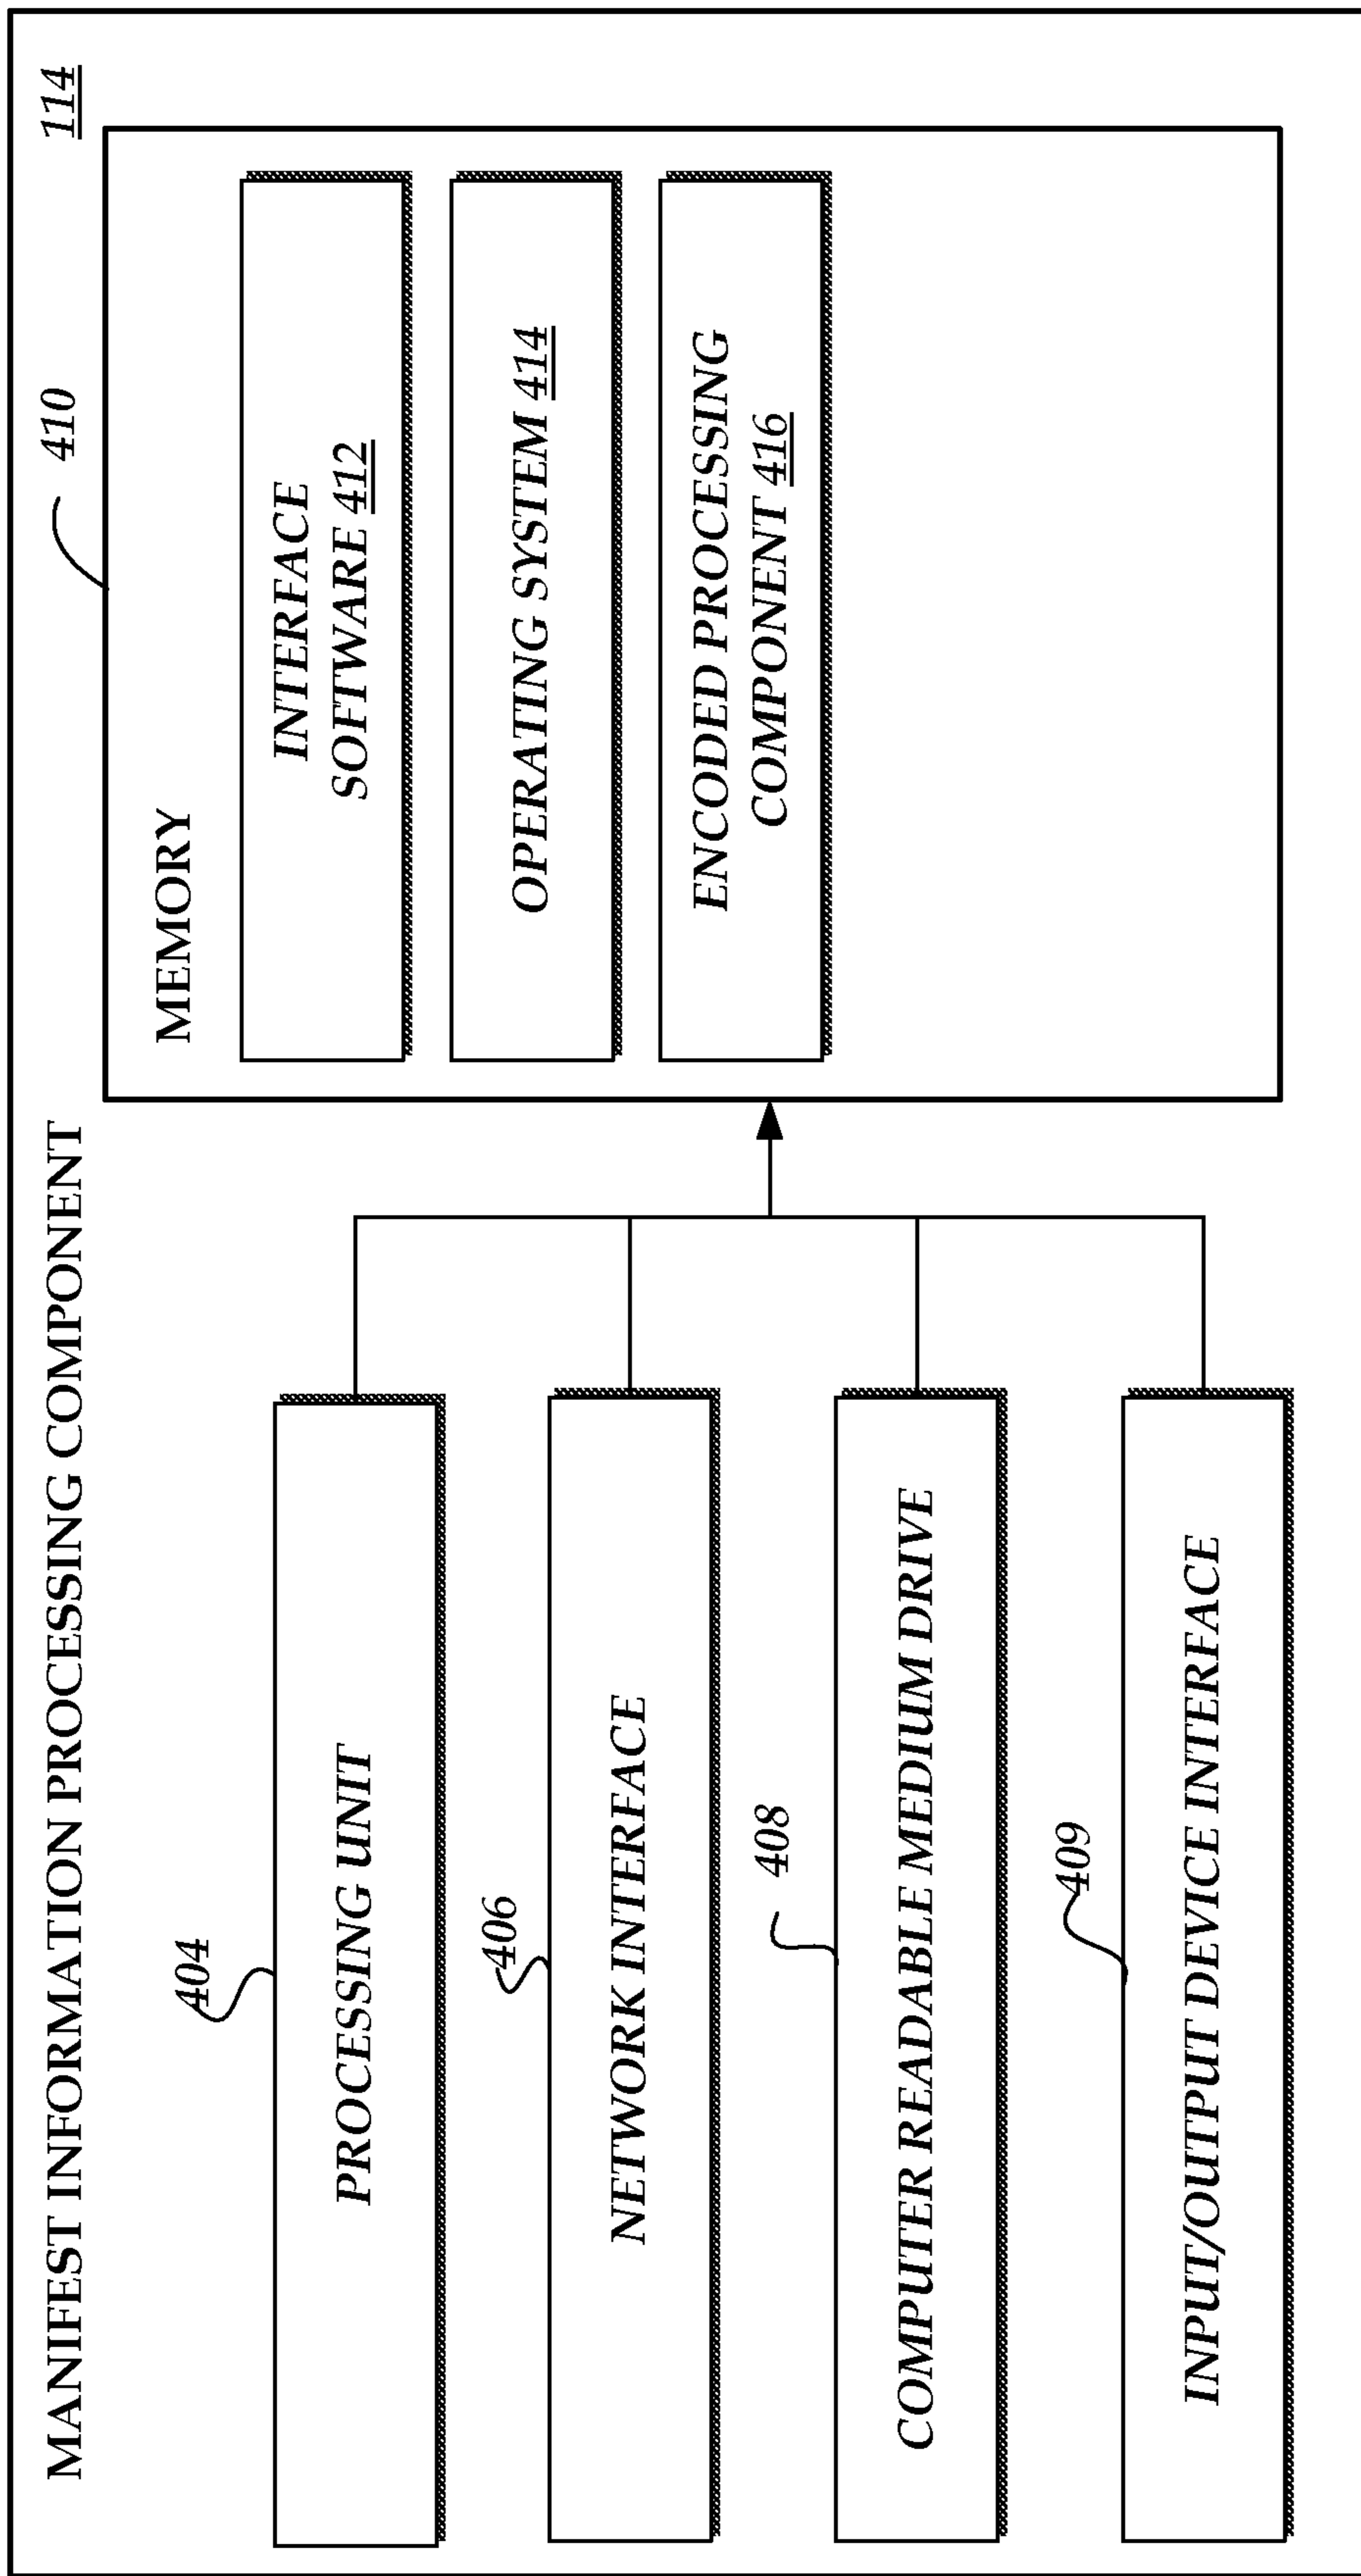 MANIFEST INFORMATION PROCESSING COMPONENT
114
404
PROCESSING UNIT
406
NETWORK INTERFACE
408
COMPUTER READABLE MEDIUM DRIVE
409
INPUT/OUTPUT DEVICE INTERFACE
410
MEMORY
INTERFACE
SOFTWARE 412
OPERATING SYSTEM 414
ENCODED PROCESSING
COMPONENT 416